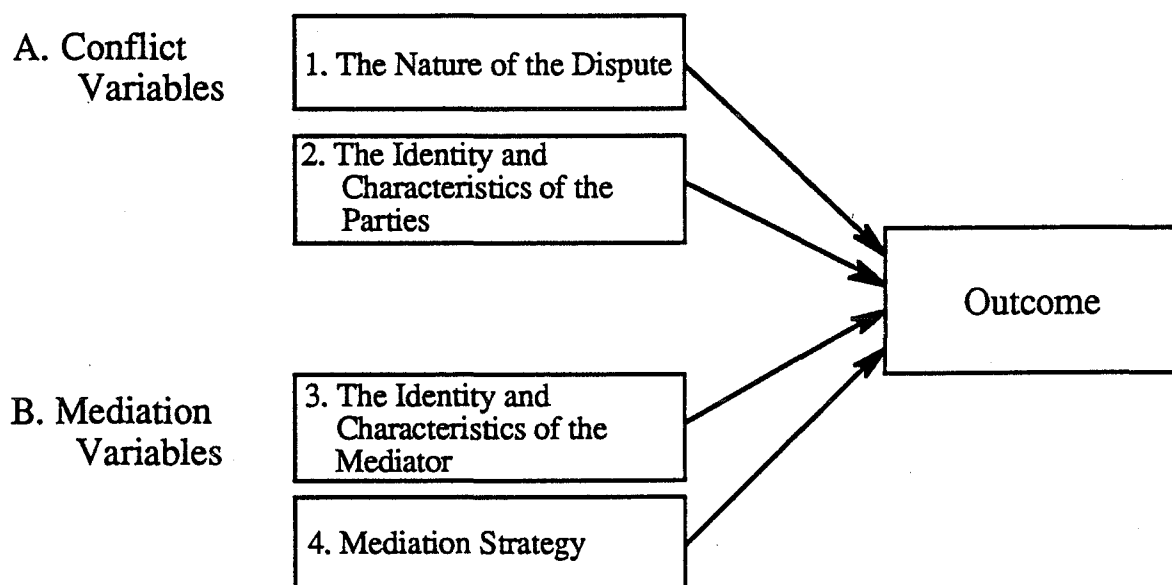 A. Conflict
Variables
1. The Nature of the Dispute
2. The Identity and
Characteristics of the
Parties
Outcome
B. Mediation
Variables
3. The Identity and
Characteristics of the
Mediator
4. Mediation Strategy